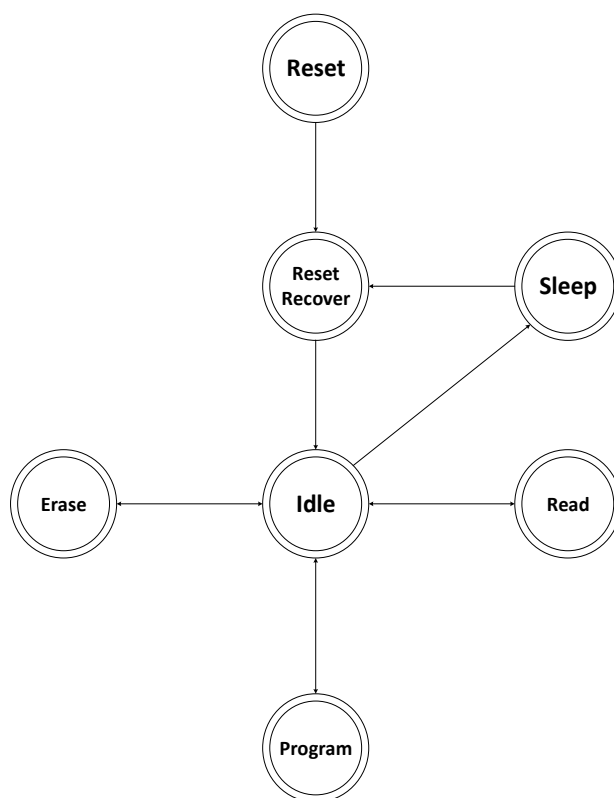 Reset
Reset
Recover
Sleep
Erase
Idle
Read
Program